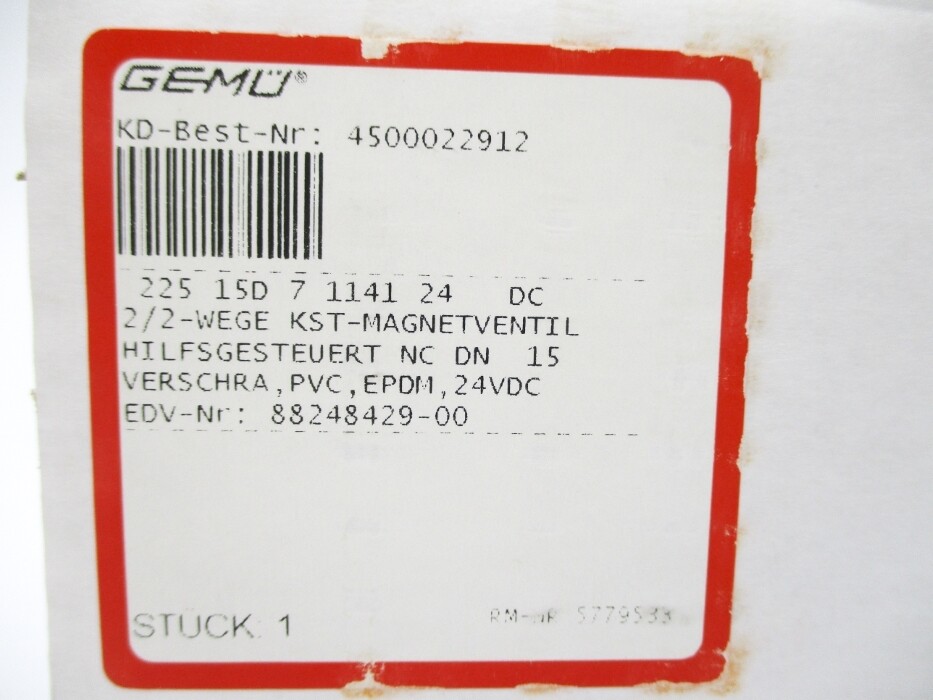 GEMÜ®
KD-Best-Nr: 4500022912
225 15D 7 1141 24 DC
2/2-WEGE KST-MAGNETVENTIL
HILFSGESTEUERT NC DN 15
VERSCHRA,PVC,EPDM,24VDC
EDV-Nr: 88248429-00
STÜCK: 1